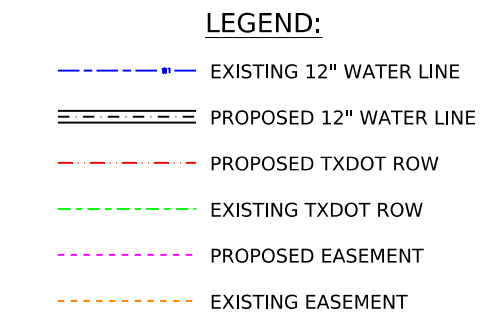 LEGEND:
EXISTING 12" WATER LINE
PROPOSED 12" WATER LINE
PROPOSED TXDOT ROW
EXISTING TXDOT ROW
PROPOSED EASEMENT
EXISTING EASEMENT